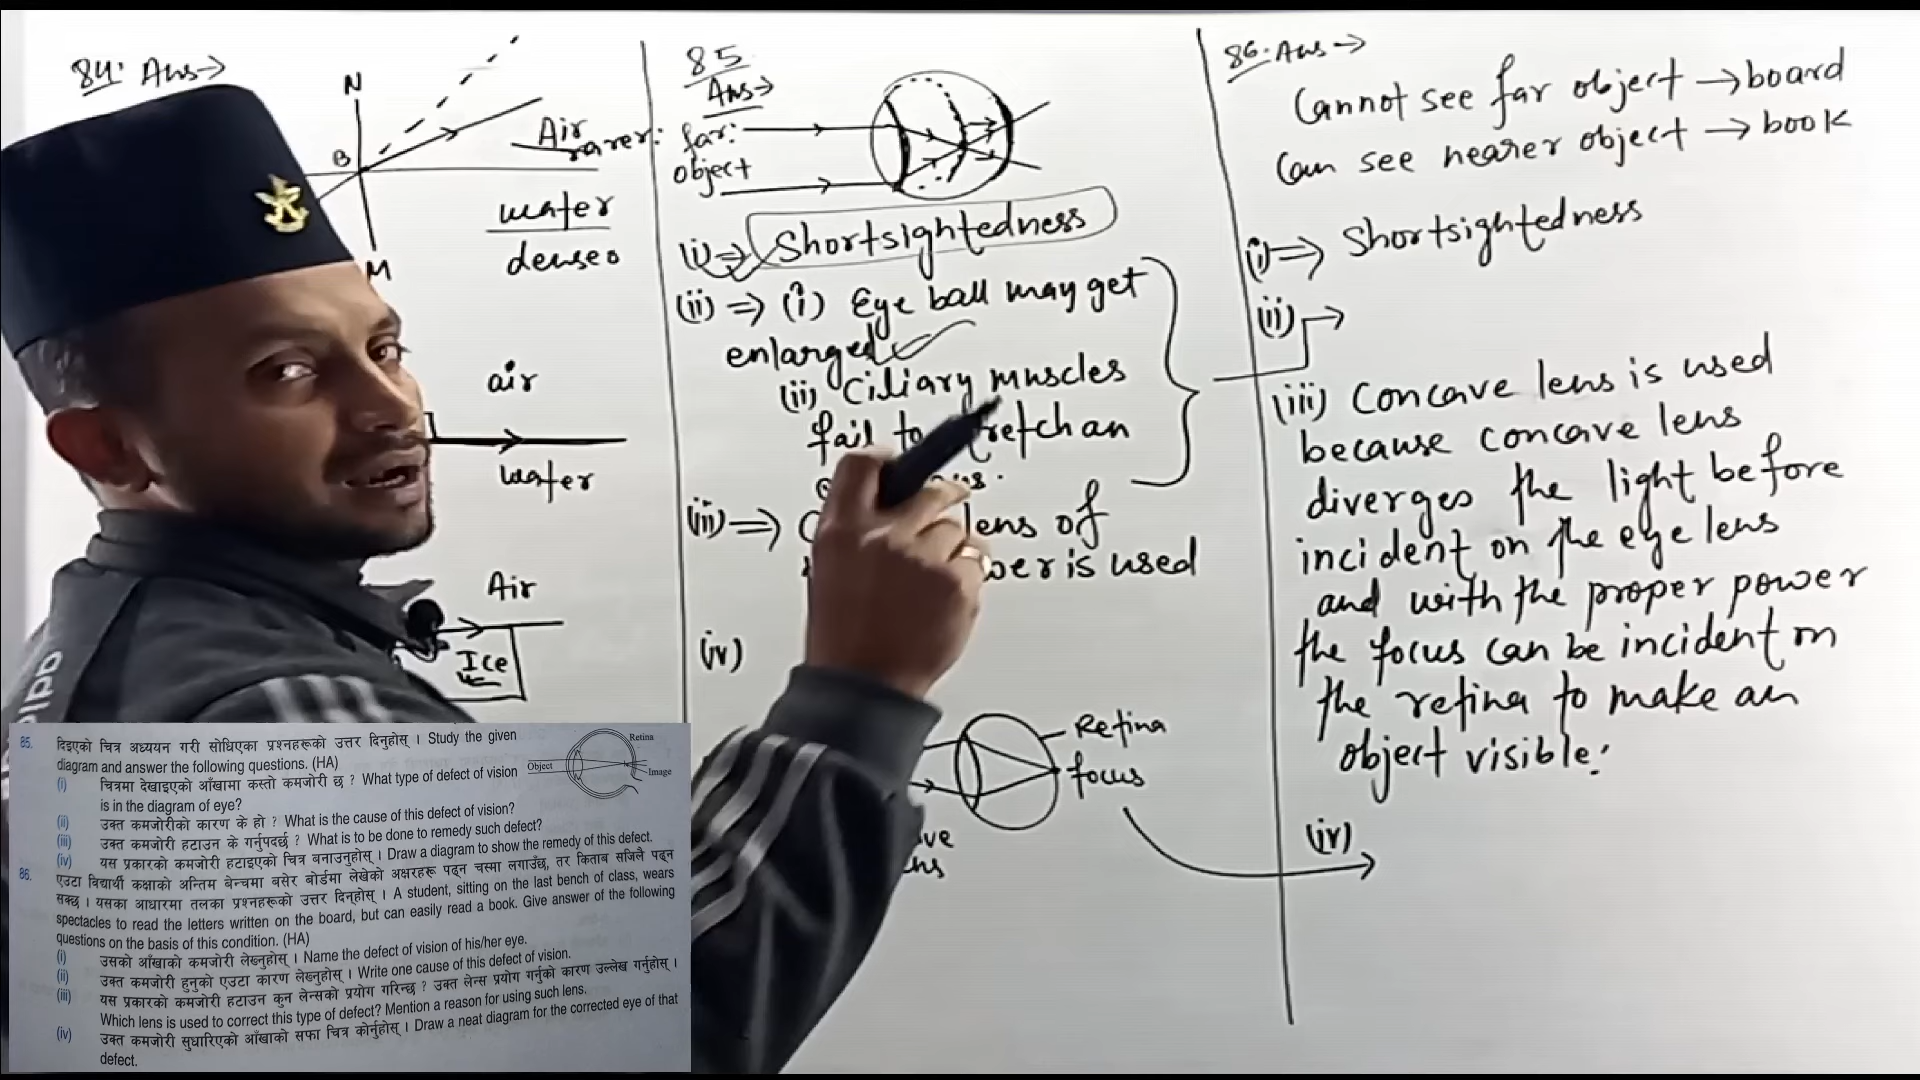 84. Ans→
N
B
M
Air
rarer:
water
denser
air
water
Air
Ice
85
Ans→
far:
object
(i)⇒ Shortsightedness
(ii) ⇒ (i) Eye ball may get
enlarged
(ii) Ciliary muscles
fail to an
(iii)⇒ lens of
is used
(iv)
Retina
focus
86. Ans→
Cannot see far object → board
Can see nearer object → book
(i)⇒ Shortsightedness
(ii)
(iii) Concave lens is used
because concave lens
diverges the light before
incident on the eye lens
and with the proper power
the focus can be incident on
the retina to make an
object visible.
(iv)
85. दिइएको चित्र अध्ययन गरी सोधिएका प्रश्नहरूको उत्तर दिनुहोस् । Study the given
diagram and answer the following questions. (HA)
Object
Retina
Image
(i) चित्रमा देखाइएको आँखामा कस्तो कमजोरी छ ? What type of defect of vision
is in the diagram of eye?
(ii) उक्त कमजोरीको कारण के हो ? What is the cause of this defect of vision?
(iii) उक्त कमजोरी हटाउन के गर्नुपर्दछ ? What is to be done to remedy such defect?
(iv) यस प्रकारको कमजोरी हटाइएको चित्र बनाउनुहोस् । Draw a diagram to show the remedy of this defect.
86. एउटा विद्यार्थी कक्षाको अन्तिम बेन्चमा बसेर बोर्डमा लेखेको अक्षरहरू पढ्न चस्मा लगाउँछ, तर किताब सजिलै पढ्न
सक्छ । यसका आधारमा तलका प्रश्नहरूको उत्तर दिनुहोस् । A student, sitting on the last bench of class, wears
spectacles to read the letters written on the board, but can easily read a book. Give answer of the following
questions on the basis of this condition. (HA)
(i) उसको आँखाको कमजोरी लेख्नुहोस् । Name the defect of vision of his/her eye.
(ii) उक्त कमजोरी हुनुको एउटा कारण लेख्नुहोस् । Write one cause of this defect of vision.
(iii) यस प्रकारको कमजोरी हटाउन कुन लेन्सको प्रयोग गरिन्छ ? उक्त लेन्स प्रयोग गर्नुको कारण उल्लेख गर्नुहोस् ।
Which lens is used to correct this type of defect? Mention a reason for using such lens.
(iv) उक्त कमजोरी सुधारिएको आँखाको सफा चित्र कोर्नुहोस् । Draw a neat diagram for the corrected eye of that
defect.